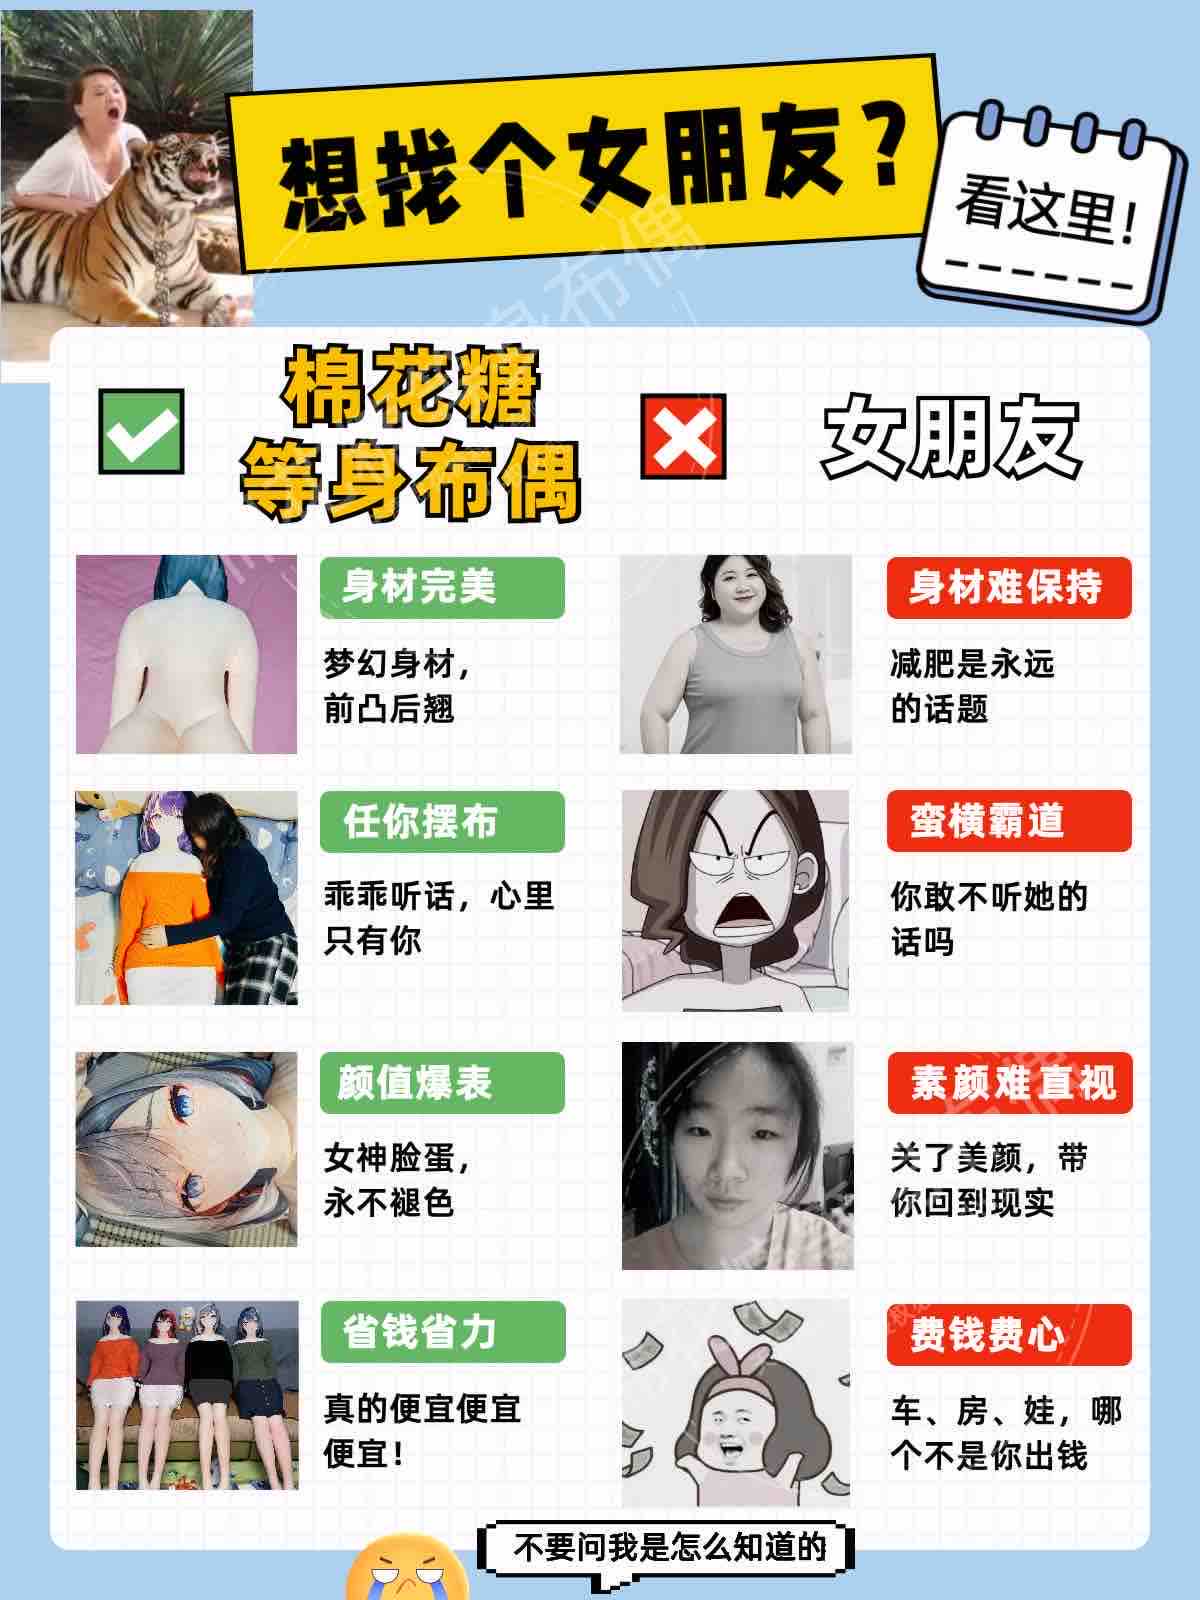 想找个女朋友？
看这里！
棉花糖
等身布偶
女朋友
身材完美
梦幻身材，
前凸后翘
身材难保持
减肥是永远
的话题
任你摆布
乖乖听话，心里
只有你
蛮横霸道
你敢不听她的
话吗
颜值爆表
女神脸蛋，
永不褪色
素颜难直视
关了美颜，带
你回到现实
省钱省力
真的便宜便宜
便宜！
费钱费心
车、房、娃，哪
个不是你出钱
不要问我是怎么知道的